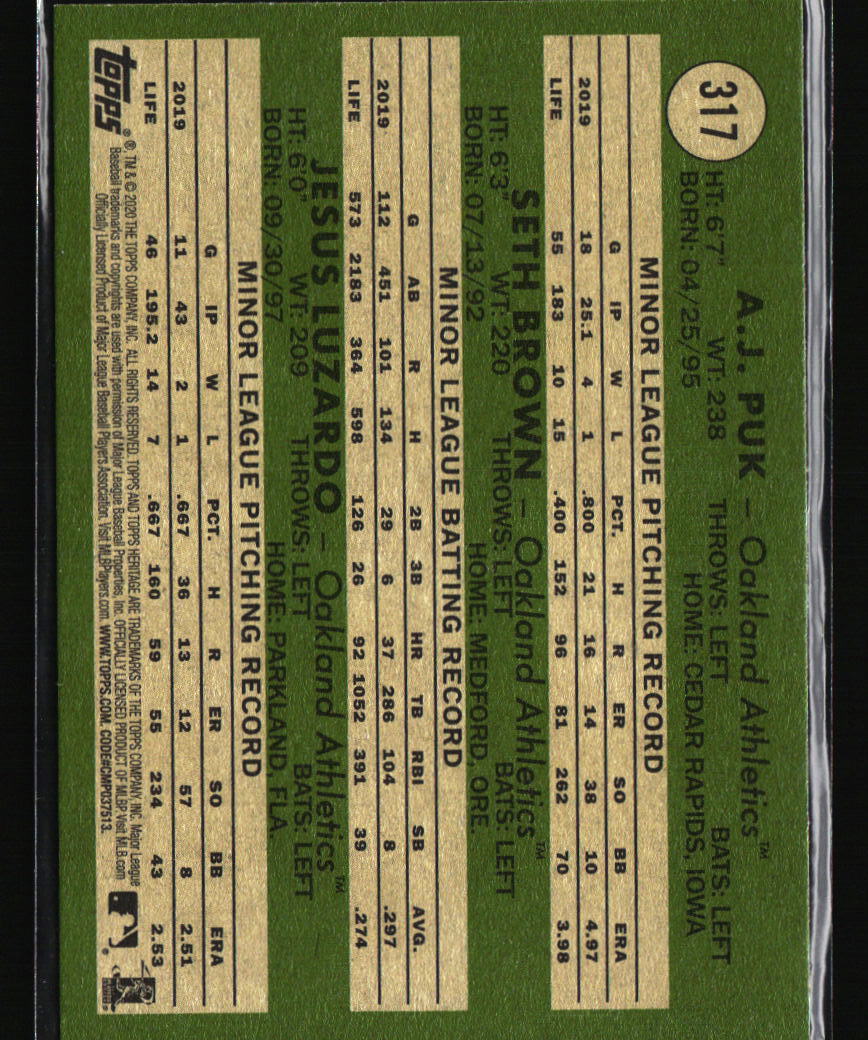 317
A.J. PUK – Oakland Athletics™
HT: 6'7" WT: 238 THROWS: LEFT BATS: LEFT
BORN: 04/25/95 HOME: CEDAR RAPIDS, IOWA
MINOR LEAGUE PITCHING RECORD
G IP W L PCT. H R ER SO BB ERA
2019 18 25.1 4 1 .800 21 16 14 38 10 4.97
LIFE 55 183 10 15 .400 152 96 81 262 70 3.98
SETH BROWN – Oakland Athletics™
HT: 6'3" WT: 220 THROWS: LEFT BATS: LEFT
BORN: 07/13/92 HOME: MEDFORD, ORE.
MINOR LEAGUE BATTING RECORD
G AB R H 2B 3B HR TB RBI SB AVG.
2019 112 451 101 134 29 6 37 286 104 8 .297
LIFE 573 2183 364 598 126 26 92 1052 391 39 .274
JESUS LUZARDO – Oakland Athletics™
HT: 6'0" WT: 209 THROWS: LEFT BATS: LEFT
BORN: 09/30/97 HOME: PARKLAND, FLA.
MINOR LEAGUE PITCHING RECORD
G IP W L PCT. H R ER SO BB ERA
2019 11 43 2 1 .667 36 13 12 57 8 2.51
LIFE 46 195.2 14 7 .667 160 59 55 234 43 2.53
topps®
®, TM & © 2020 THE TOPPS COMPANY, INC. ALL RIGHTS RESERVED. TOPPS AND TOPPS HERITAGE ARE TRADEMARKS OF THE TOPPS COMPANY, INC. Major League
Baseball trademarks and copyrights are used with permission of Major League Baseball Properties, Inc. OFFICIALLY LICENSED PRODUCT OF MLBP Visit MLB.com
Officially Licensed Product of Major League Baseball Players Association. Visit MLBPlayers.com. WWW.TOPPS.COM. CODE#CMP037513.